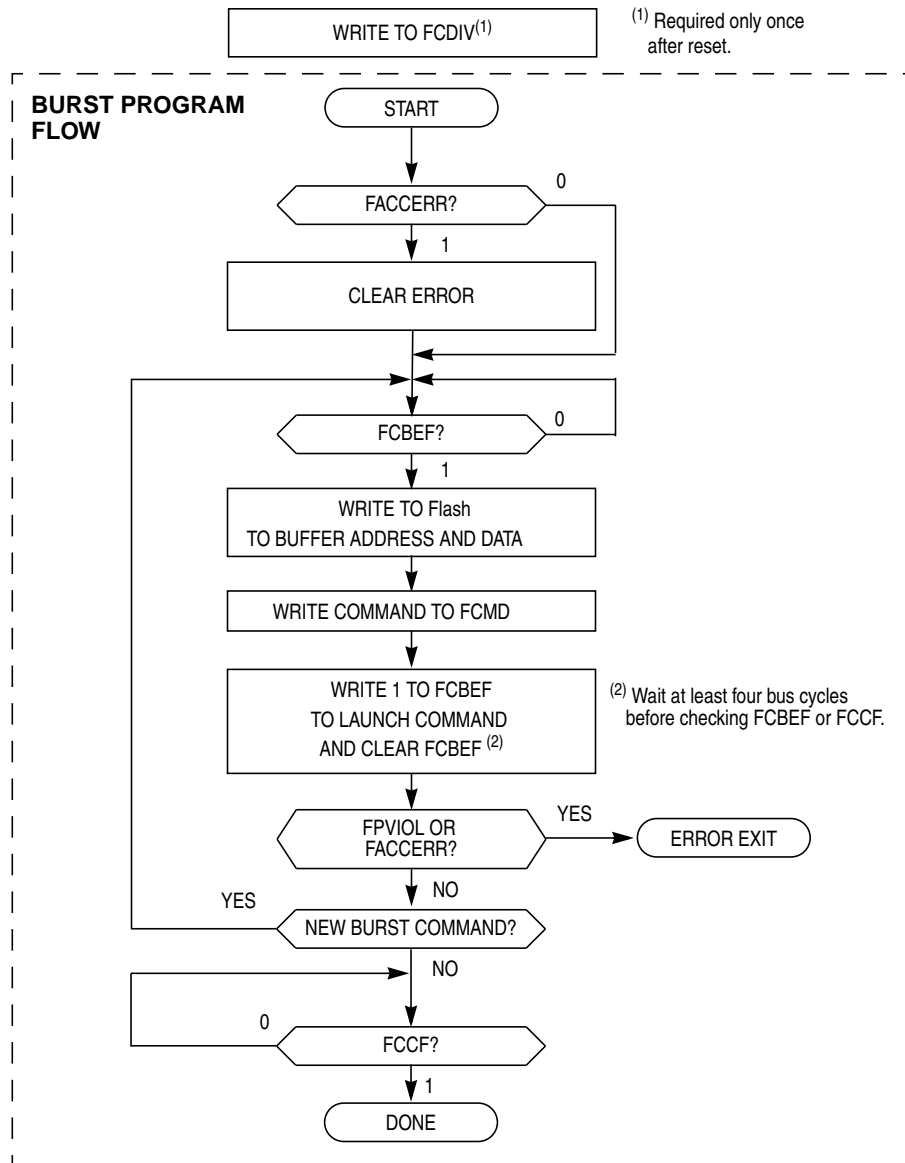 WRITE TO FCDIV(1)
(1) Required only once
after reset.
BURST PROGRAM
FLOW
START
0
FACCERR?
1
CLEAR ERROR
0
FCBEF?
1
WRITE TO Flash
TO BUFFER ADDRESS AND DATA
WRITE COMMAND TO FCMD
WRITE 1 TO FCBEF
TO LAUNCH COMMAND
AND CLEAR FCBEF (2)
(2) Wait at least four bus cycles
before checking FCBEF or FCCF.
FPVIOL OR
FACCERR?
YES
ERROR EXIT
NO
YES
NEW BURST COMMAND?
NO
0
FCCF?
1
DONE